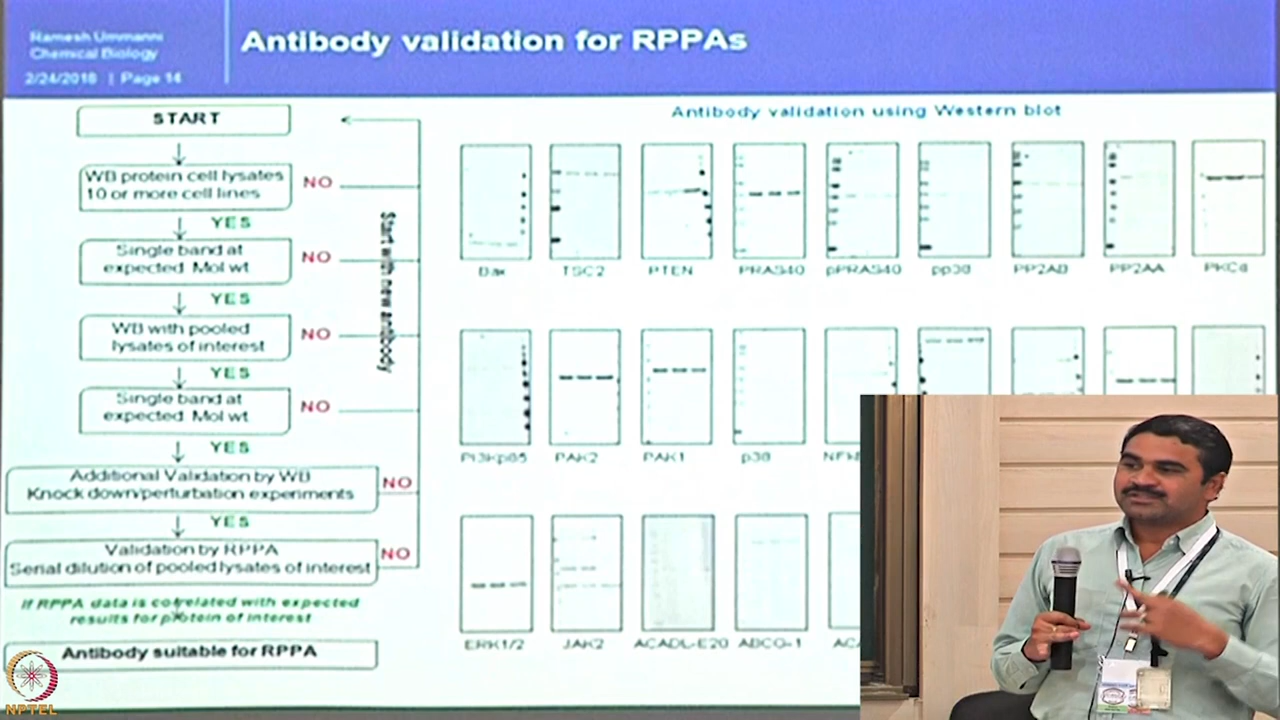 Ramesh Ummanni
Chemical Biology
2/24/2018 | Page 14
Antibody validation for RPPAs
START
WB protein cell lysates
10 or more cell lines
NO
YES
Single band at
expected Mol wt
NO
YES
WB with pooled
lysates of interest
NO
YES
Single band at
expected Mol wt
NO
YES
Additional Validation by WB
Knock down/perturbation experiments
NO
YES
Validation by RPPA
Serial dilution of pooled lysates of interest
NO
If RPPA data is correlated with expected
results for protein of interest
Antibody suitable for RPPA
Start with new antibody
Antibody validation using Western blot
Bax TSC2 PTEN PRAS40 pPRAS40 pp38 PP2AB PP2AA PKCα
PI3Kp85 PAK2 PAK1 p38
ERK1/2 JAK2 ACADL-E20 ABCG-1
NPTEL